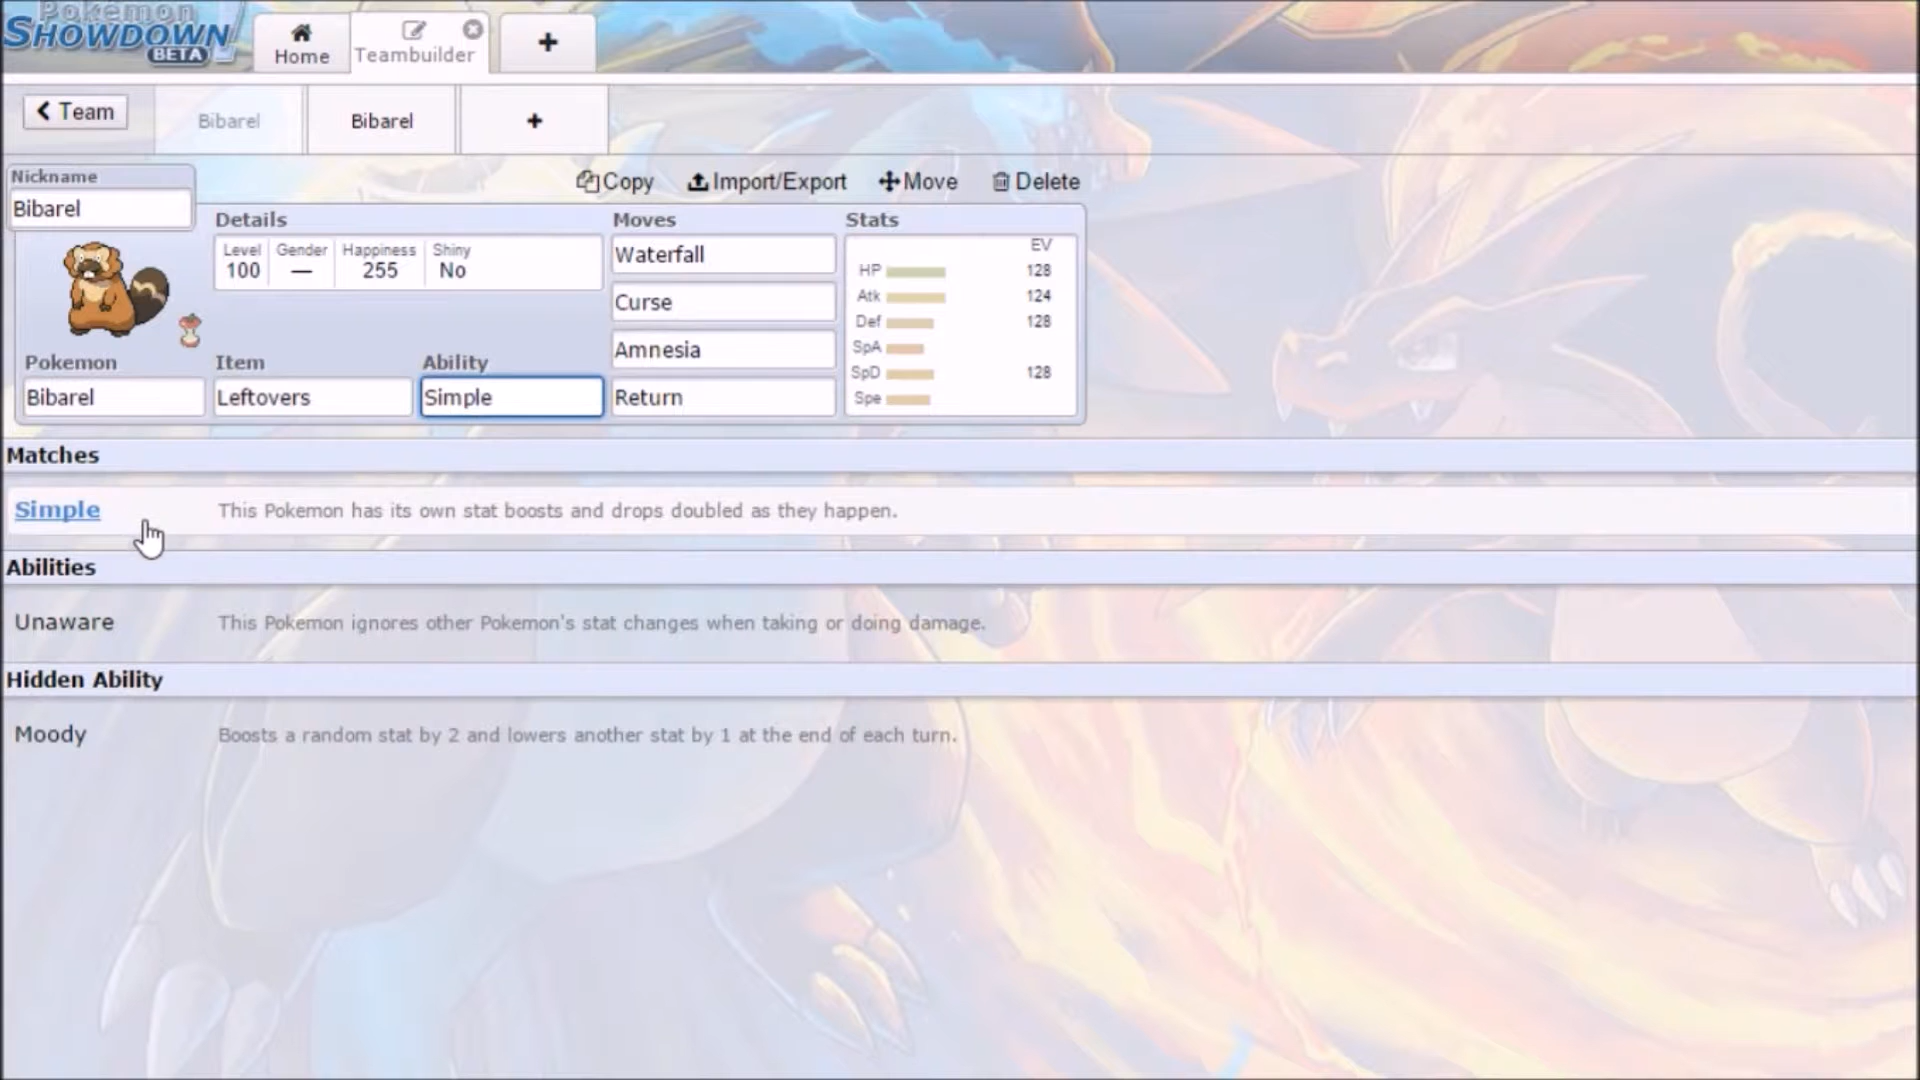 Pokémon
SHOWDOWN
BETA
Home
Teambuilder
+
Team
Bibarel
Bibarel
+
Nickname
Bibarel
Copy
Import/Export
Move
Delete
Details
Level
100
Gender
—
Happiness
255
Shiny
No
Moves
Waterfall
Curse
Amnesia
Return
Stats
EV
HP 128
Atk 124
Def 128
SpA
SpD 128
Spe
Pokemon
Bibarel
Item
Leftovers
Ability
Simple
Matches
Simple This Pokemon has its own stat boosts and drops doubled as they happen.
Abilities
Unaware This Pokemon ignores other Pokemon's stat changes when taking or doing damage.
Hidden Ability
Moody Boosts a random stat by 2 and lowers another stat by 1 at the end of each turn.